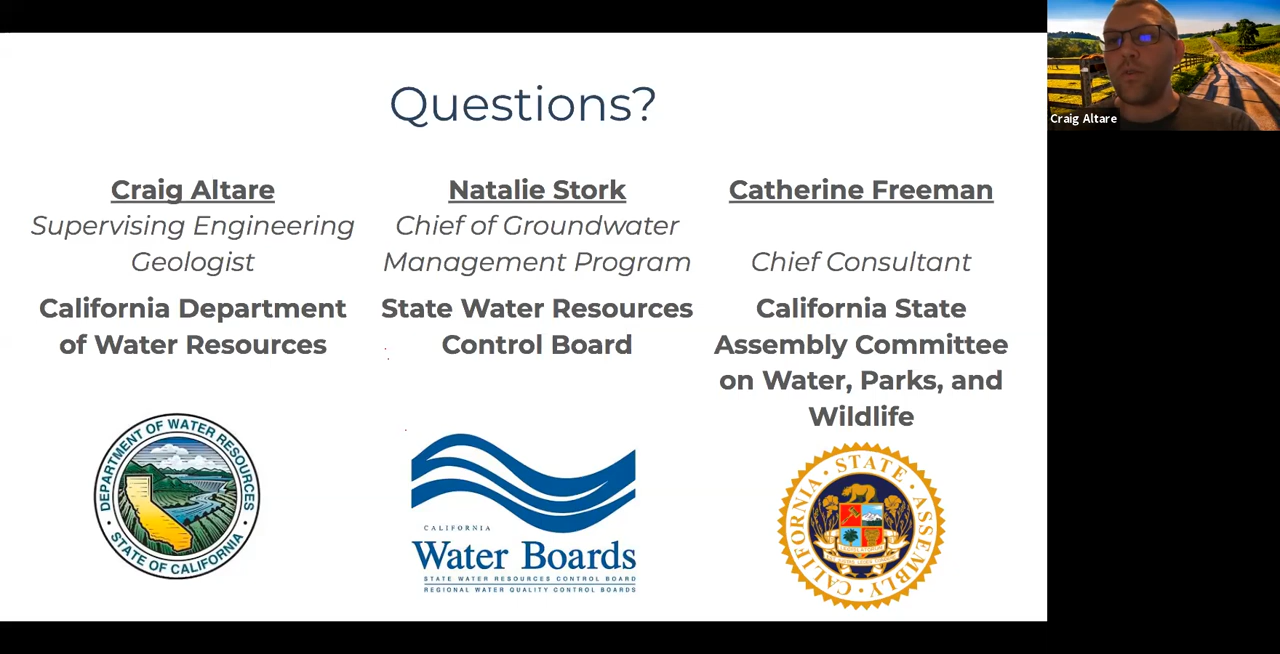 Questions?
Craig Altare
Supervising Engineering
Geologist
California Department
of Water Resources
Natalie Stork
Chief of Groundwater
Management Program
State Water Resources
Control Board
Catherine Freeman
Chief Consultant
California State
Assembly Committee
on Water, Parks, and
Wildlife
DEPARTMENT OF WATER RESOURCES
• STATE OF CALIFORNIA •
CALIFORNIA
Water Boards
STATE WATER RESOURCES CONTROL BOARD
REGIONAL WATER QUALITY CONTROL BOARDS
CALIFORNIA • STATE • ASSEMBLY •
Craig Altare